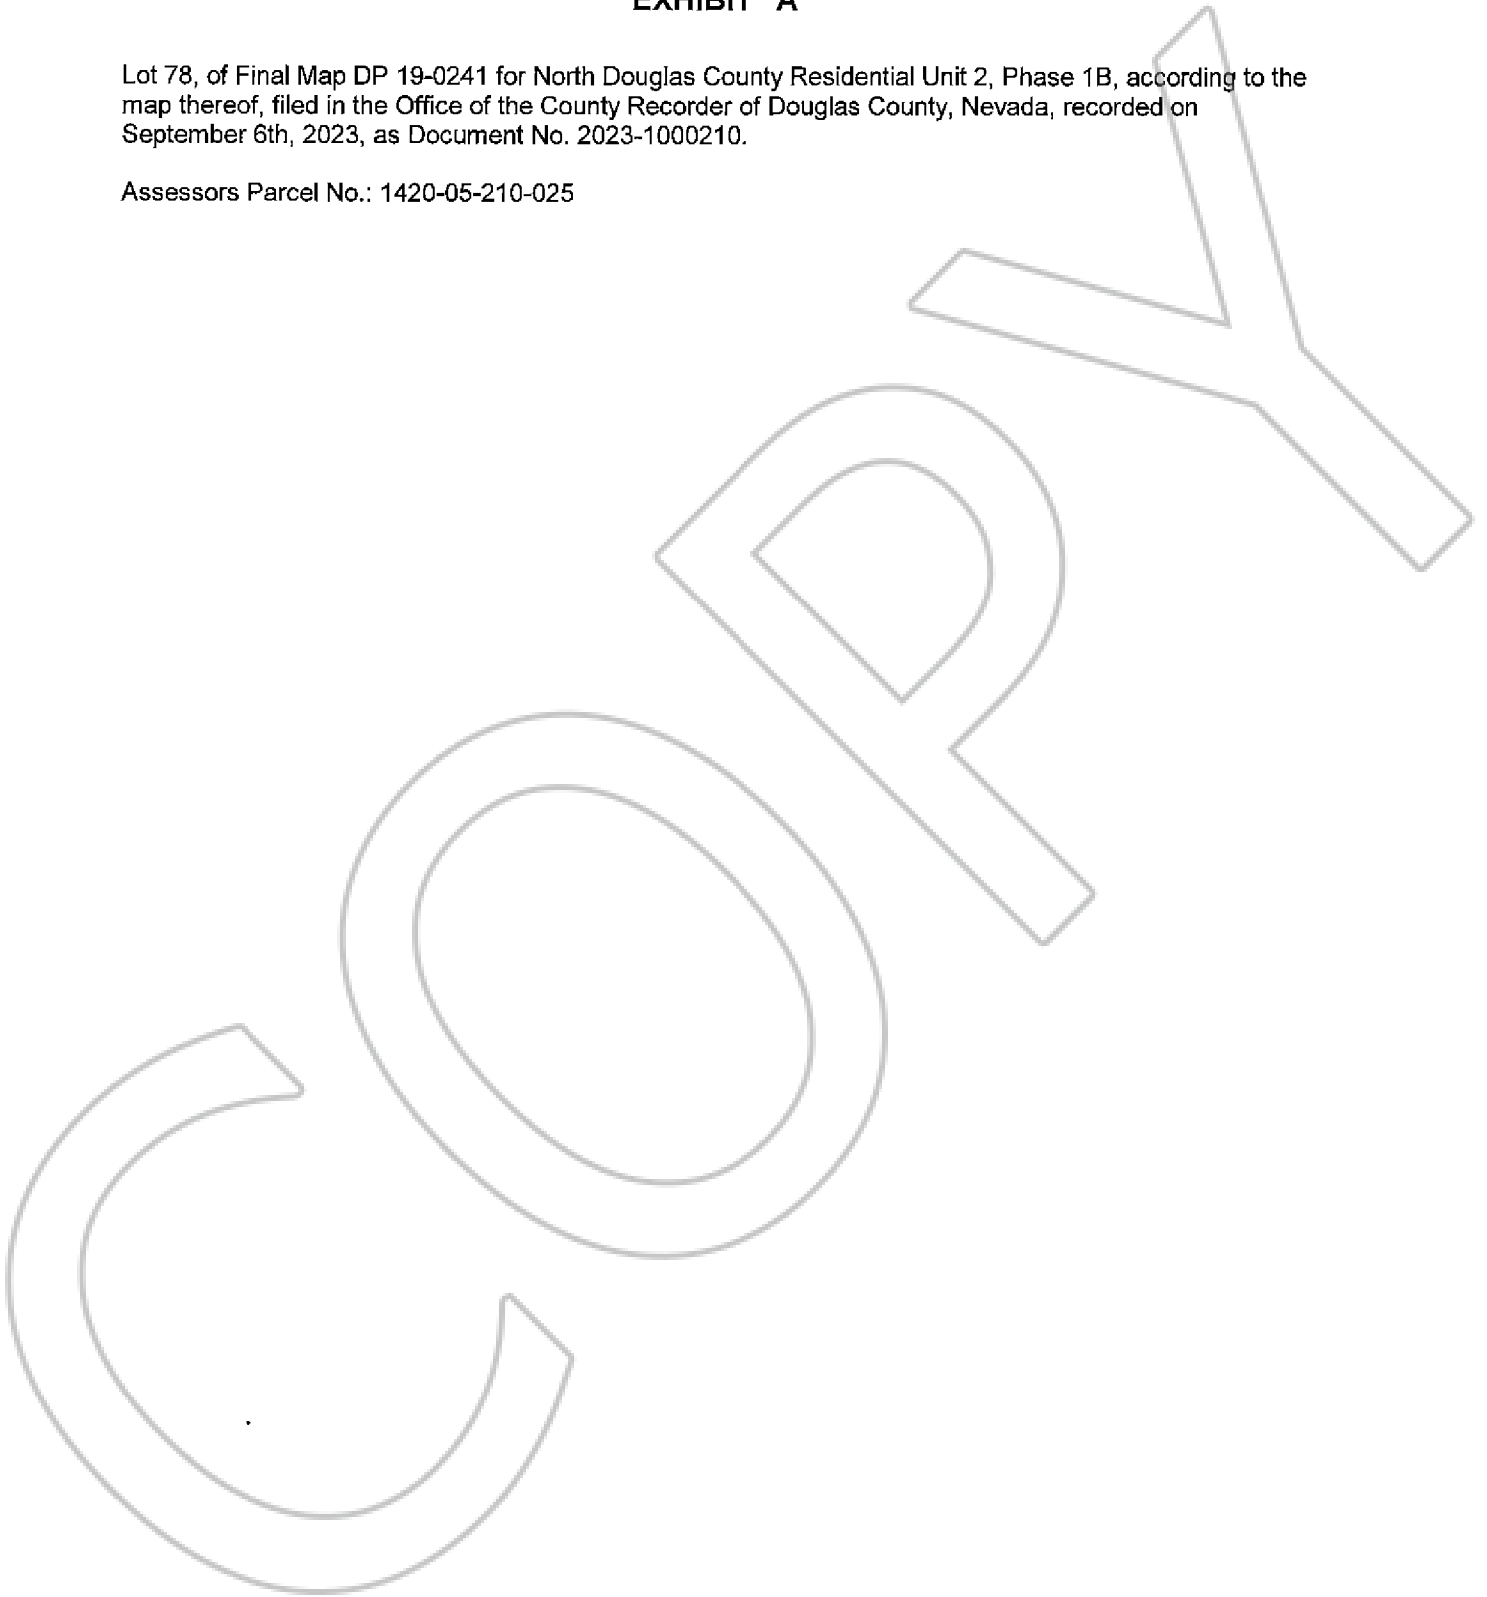 EXHIBIT "A"
Lot 78, of Final Map DP 19-0241 for North Douglas County Residential Unit 2, Phase 1B, according to the
map thereof, filed in the Office of the County Recorder of Douglas County, Nevada, recorded on
September 6th, 2023, as Document No. 2023-1000210.
Assessors Parcel No.: 1420-05-210-025
COPY